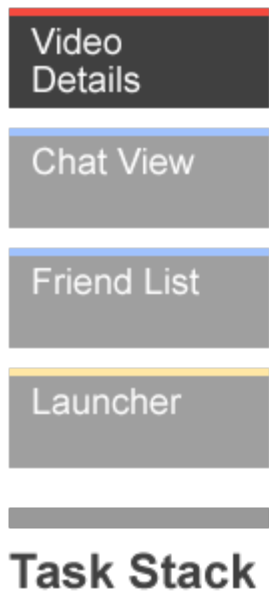 Video
Details
Chat View
Friend List
Launcher
Task Stack